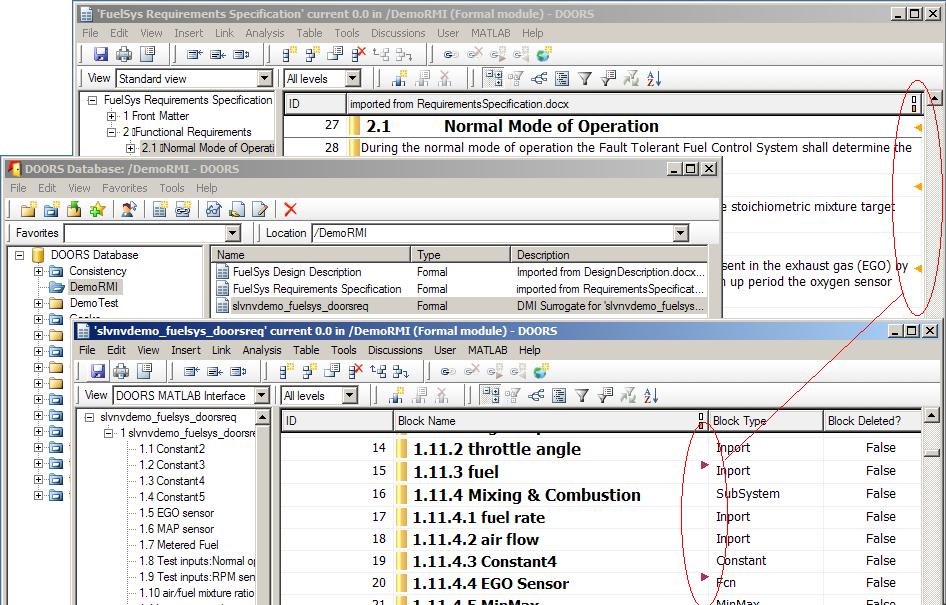 'FuelSys Requirements Specification' current 0.0 in /DemoRMI (Formal module) - DOORS
File Edit View Insert Link Analysis Table Tools Discussions User MATLAB Help
View Standard view All levels
FuelSys Requirements Specification
1 Front Matter
2 Functional Requirements
2.1 Normal Mode of Operati
ID imported from RequirementsSpecification.docx
27 2.1 Normal Mode of Operation
28 During the normal mode of operation the Fault Tolerant Fuel Control System shall determine the
e stoichiometric mixture target
sent in the exhaust gas (EGO) by
n up period the oxygen sensor
DOORS Database: /DemoRMI - DOORS
File Edit View Favorites Tools Help
Favorites Location /DemoRMI
DOORS Database
Consistency
DemoRMI
DemoTest
Name Type Description
FuelSys Design Description Formal Imported from DesignDescription.docx...
FuelSys Requirements Specification Formal imported from RequirementsSpecificat...
slvnvdemo_fuelsys_doorsreq Formal DMI Surrogate for 'slvnvdemo_fuelsys...
'slvnvdemo_fuelsys_doorsreq' current 0.0 in /DemoRMI (Formal module) - DOORS
File Edit View Insert Link Analysis Table Tools Discussions User MATLAB Help
View DOORS MATLAB Interface All levels
slvnvdemo_fuelsys_doorsreq
1 slvnvdemo_fuelsys_doorsre
1.1 Constant2
1.2 Constant3
1.3 Constant4
1.4 Constant5
1.5 EGO sensor
1.6 MAP sensor
1.7 Metered Fuel
1.8 Test inputs:Normal op
1.9 Test inputs:RPM sen
1.10 air/fuel mixture ratio
ID Block Name Block Type Block Deleted?
14 1.11.2 throttle angle Inport False
15 1.11.3 fuel Inport False
16 1.11.4 Mixing & Combustion SubSystem False
17 1.11.4.1 fuel rate Inport False
18 1.11.4.2 air flow Inport False
19 1.11.4.3 Constant4 Constant False
20 1.11.4.4 EGO Sensor Fcn False
21 1.11.4.5 MinMax MinMax False